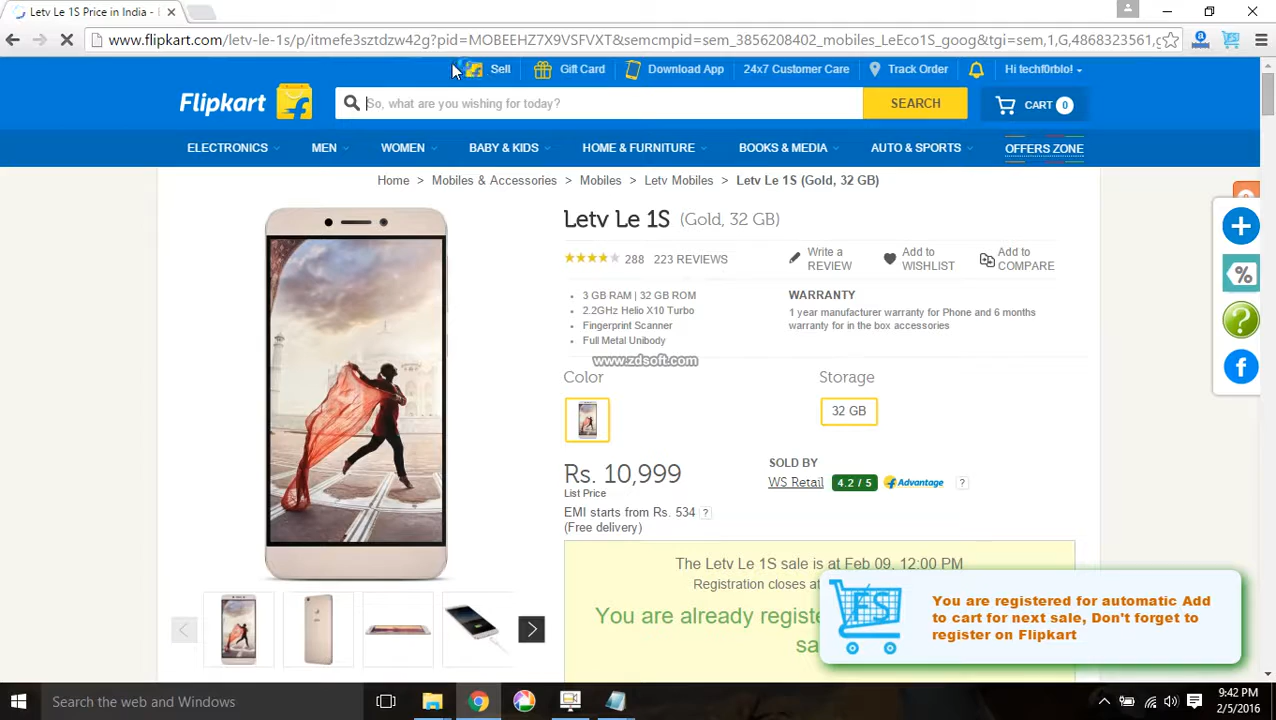 Letv Le 1S Price in India -
www.flipkart.com/letv-le-1s/p/itmefe3sztdzw42g?pid=MOBEEHZ7X9VSFVXT&semcmpid=sem_3856208402_mobiles_LeEco1S_goog&tgi=sem,1,G,4868323561,g
Sell Gift Card Download App 24x7 Customer Care Track Order Hi techf0rblo!
Flipkart So, what are you wishing for today? SEARCH CART 0
ELECTRONICS MEN WOMEN BABY & KIDS HOME & FURNITURE BOOKS & MEDIA AUTO & SPORTS OFFERS ZONE
Home > Mobiles & Accessories > Mobiles > Letv Mobiles > Letv Le 1S (Gold, 32 GB)
Letv Le 1S (Gold, 32 GB)
288 223 REVIEWS
Write a
REVIEW
Add to
WISHLIST
Add to
COMPARE
3 GB RAM | 32 GB ROM
2.2GHz Helio X10 Turbo
Fingerprint Scanner
Full Metal Unibody
WARRANTY
1 year manufacturer warranty for Phone and 6 months
warranty for in the box accessories
www.zdsoft.com
Color
Storage
32 GB
Rs. 10,999
List Price
EMI starts from Rs. 534 ?
(Free delivery)
SOLD BY
WS Retail 4.2 / 5 Advantage ?
The Letv Le 1S sale is at Feb 09, 12:00 PM
Registration closes at
You are already registe
sa
FS
You are registered for automatic Add
to cart for next sale, Don't forget to
register on Flipkart
Search the web and Windows
9:42 PM
2/5/2016